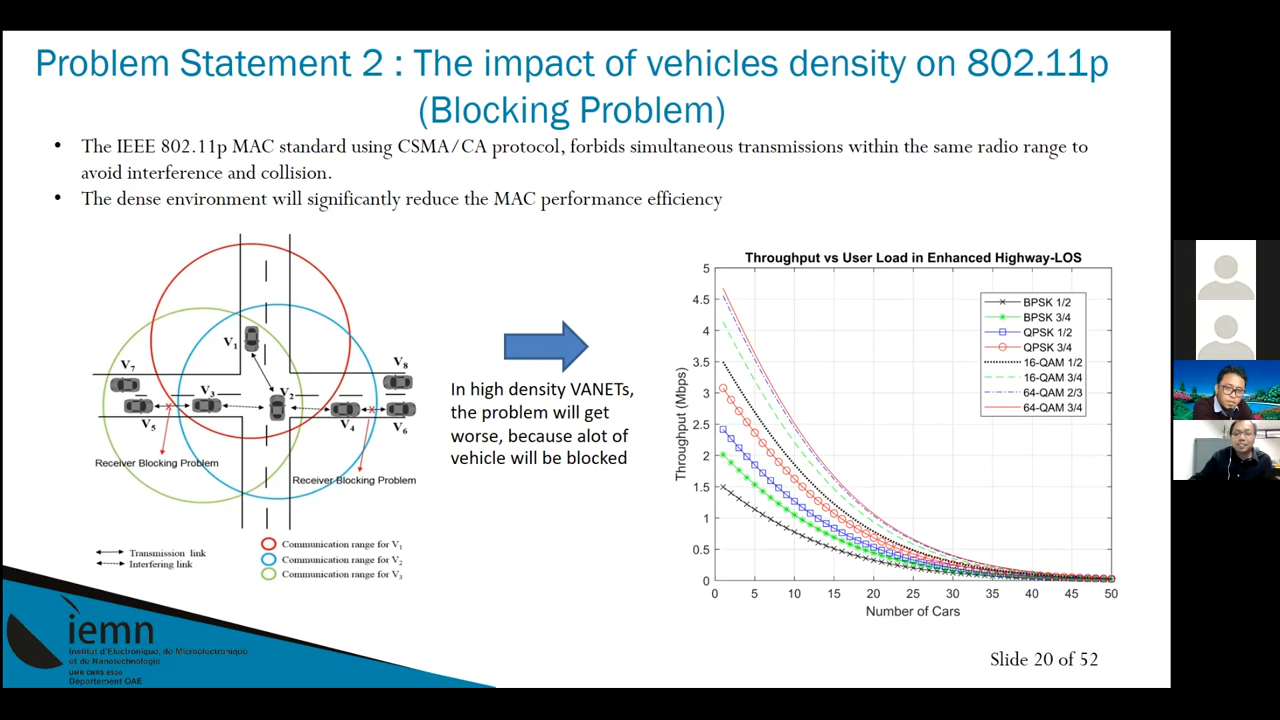 Problem Statement 2 : The impact of vehicles density on 802.11p
(Blocking Problem)
• The IEEE 802.11p MAC standard using CSMA/CA protocol, forbids simultaneous transmissions within the same radio range to
avoid interference and collision.
• The dense environment will significantly reduce the MAC performance efficiency
V1
V7
V8
V3
V2
V5
V4
V6
Receiver Blocking Problem
Receiver Blocking Problem
Transmission link
Interfering link
Communication range for V1
Communication range for V2
Communication range for V3
In high density VANETs,
the problem will get
worse, because alot of
vehicle will be blocked
Throughput vs User Load in Enhanced Highway-LOS
Throughput (Mbps)
5
4.5
4
3.5
3
2.5
2
1.5
1
0.5
0
BPSK 1/2
BPSK 3/4
QPSK 1/2
QPSK 3/4
16-QAM 1/2
16-QAM 3/4
64-QAM 2/3
64-QAM 3/4
0 5 10 15 20 25 30 35 40 45 50
Number of Cars
iemn
Institut d'Electronique, de Microélectronique
et de Nanotechnologie
UMR CNRS 8520
Département OAE
Slide 20 of 52